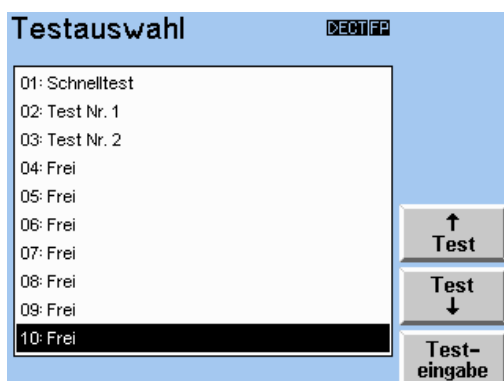 Testauswahl DECT FP
01: Schnelltest
02: Test Nr. 1
03: Test Nr. 2
04: Frei
05: Frei
06: Frei
07: Frei
08: Frei
09: Frei
10: Frei
↑
Test
Test
↓
Test-
eingabe